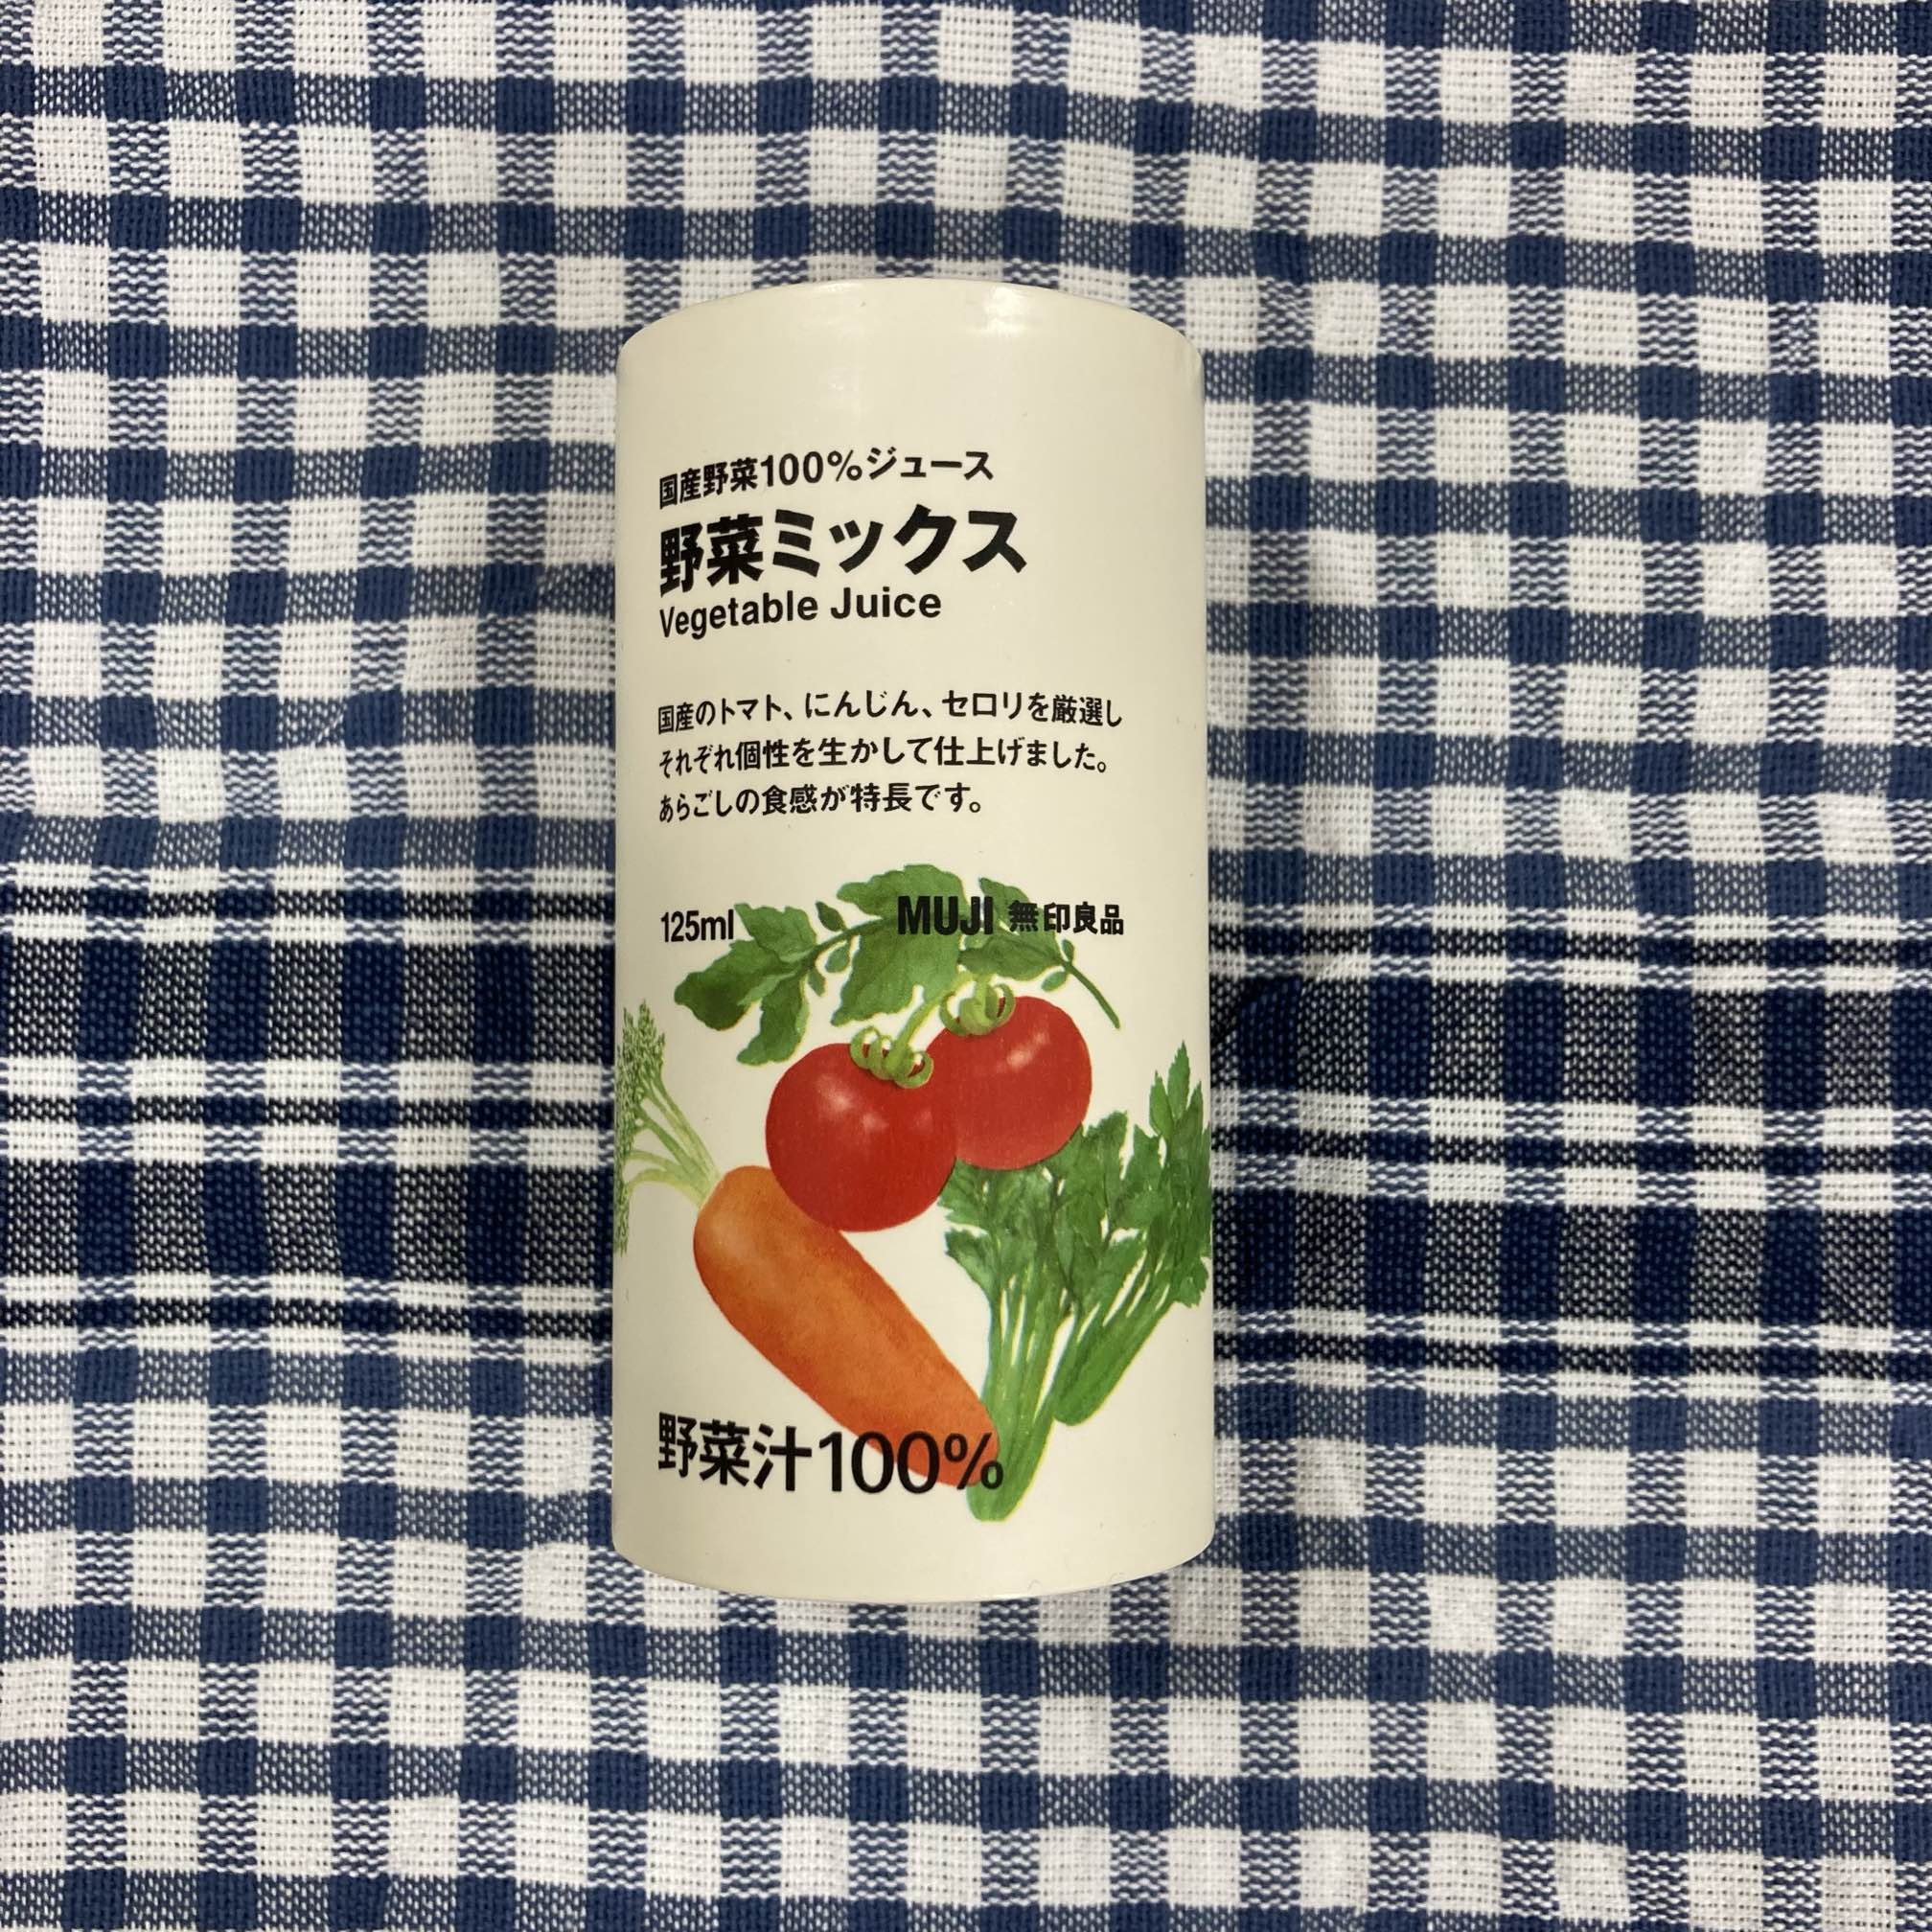 国産野菜100%ジュース
野菜ミックス
Vegetable Juice
国産のトマト、にんじん、セロリを厳選し
それぞれ個性を生かして仕上げました。
あらごしの食感が特長です。
125ml
MUJI 無印良品
野菜汁100%